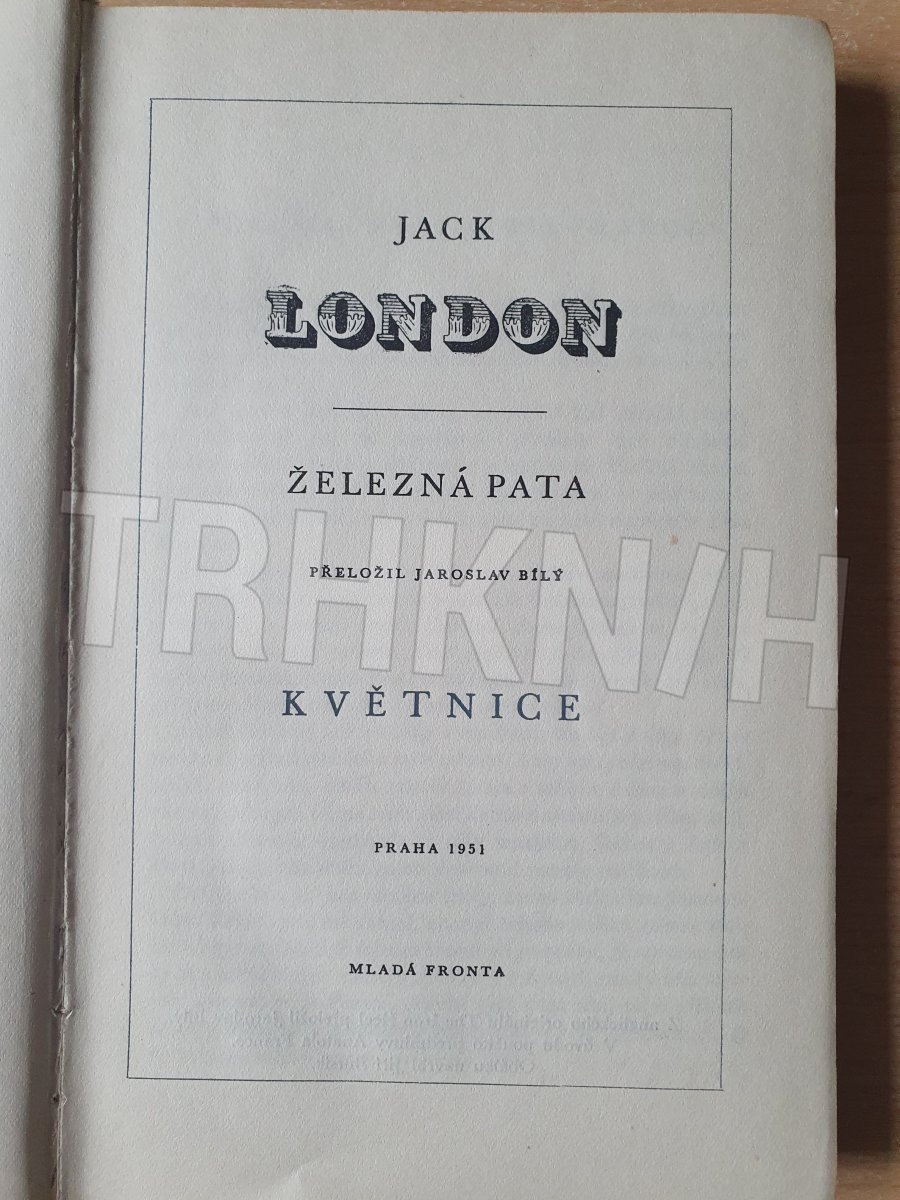 JACK
LONDON
ŽELEZNÁ PATA
PŘELOŽIL JAROSLAV BÍLÝ
TRHKNIH
KVĚTNICE
PRAHA 1951
MLADÁ FRONTA